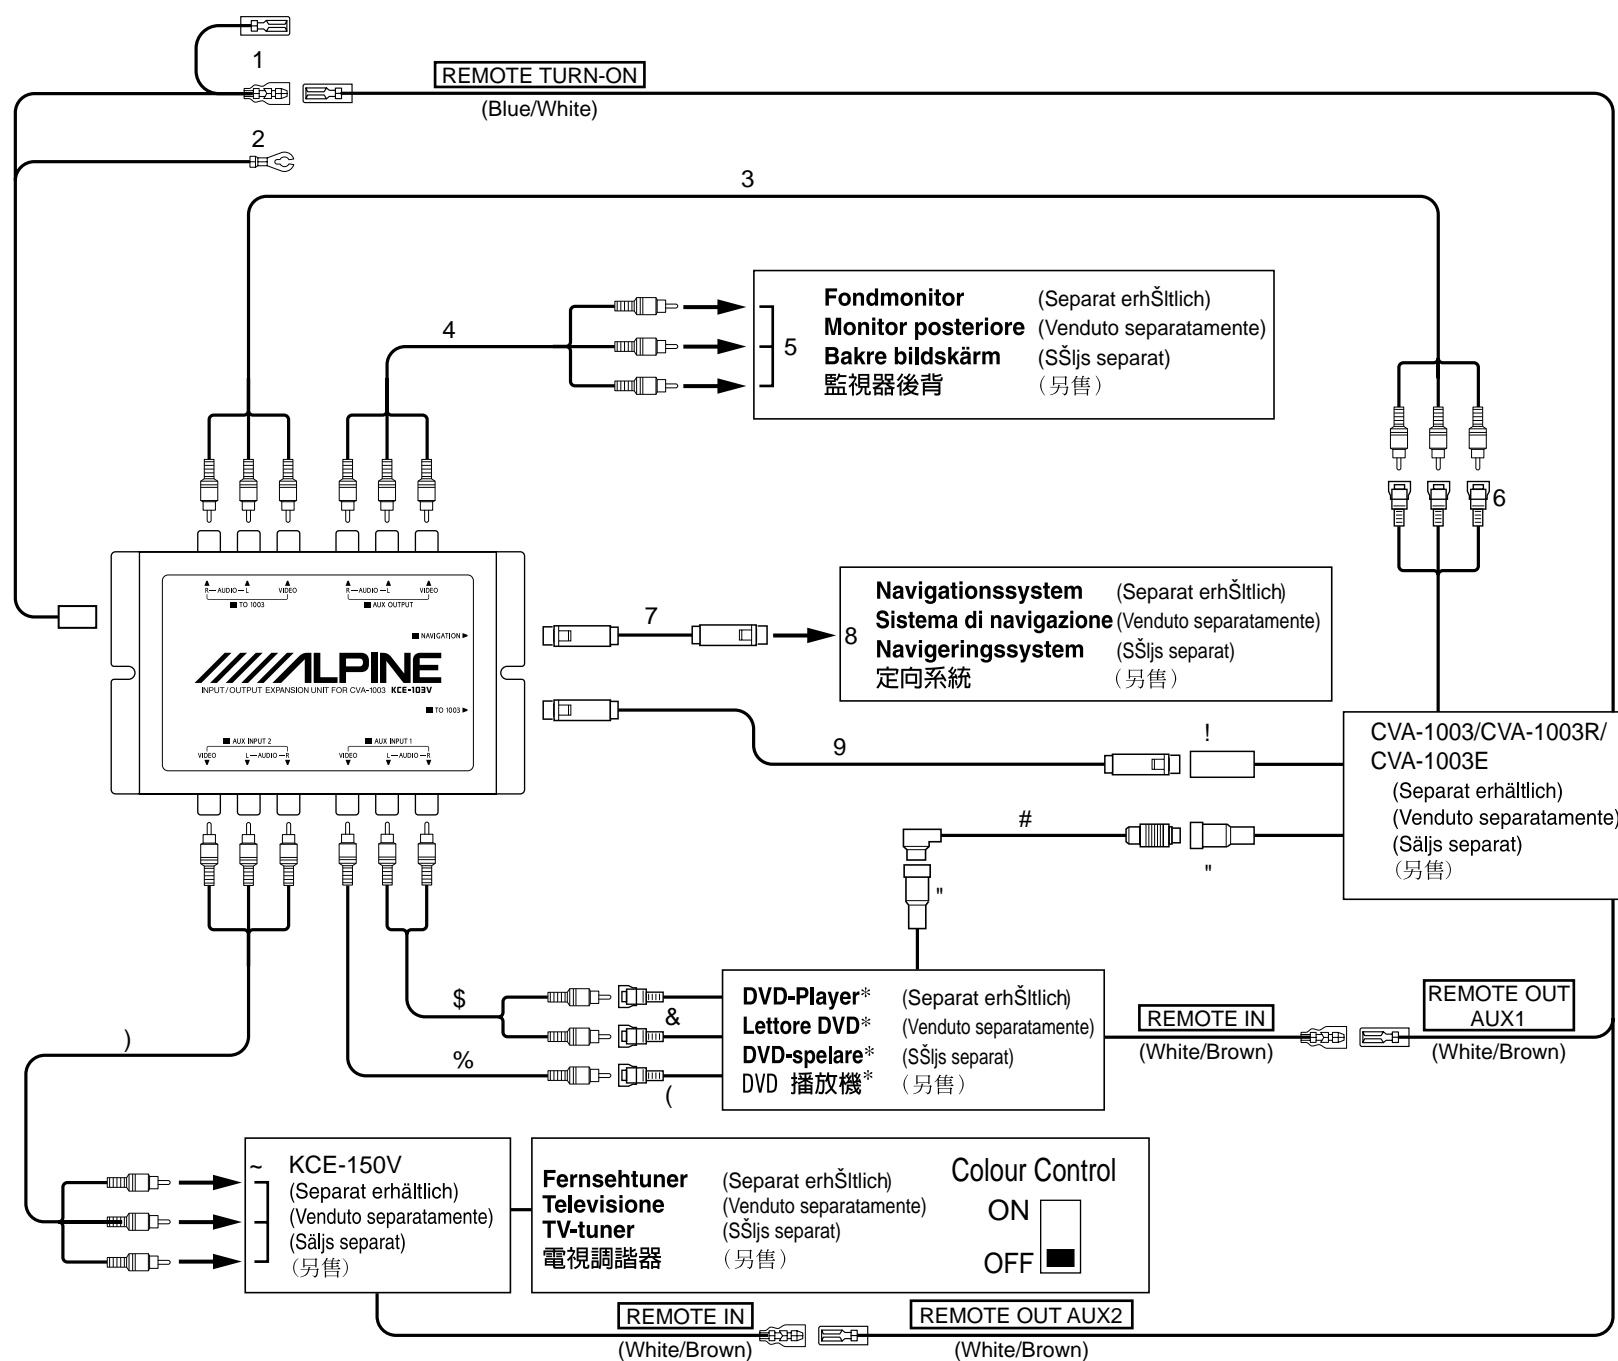 1
REMOTE TURN-ON
(Blue/White)
2
3
4
5
Fondmonitor (Separat erhŠltlich)
Monitor posteriore (Venduto separatamente)
Bakre bildskärm (SŠljs separat)
監視器後背 (另售)
6
R—AUDIO—L VIDEO
TO 1003
R—AUDIO—L VIDEO
AUX OUTPUT
NAVIGATION
ALPINE
INPUT/OUTPUT EXPANSION UNIT FOR CVA-1003 KCE-103V
TO 1003
AUX INPUT 2
VIDEO L—AUDIO—R
AUX INPUT 1
VIDEO L—AUDIO—R
7
8
Navigationssystem (Separat erhŠltlich)
Sistema di navigazione (Venduto separatamente)
Navigeringssystem (SŠljs separat)
定向系統 (另售)
9
!
CVA-1003/CVA-1003R/
CVA-1003E
(Separat erhältlich)
(Venduto separatamente)
(Säljs separat)
(另售)
#
"
"
$
&
%
(
)
DVD-Player* (Separat erhŠltlich)
Lettore DVD* (Venduto separatamente)
DVD-spelare* (SŠljs separat)
DVD 播放機* (另售)
REMOTE IN
(White/Brown)
REMOTE OUT
AUX1
(White/Brown)
~
KCE-150V
(Separat erhältlich)
(Venduto separatamente)
(Säljs separat)
(另售)
Fernsehtuner (Separat erhŠltlich)
Televisione (Venduto separatamente)
TV-tuner (SŠljs separat)
電視調諧器 (另售)
Colour Control
ON
OFF
REMOTE IN
(White/Brown)
REMOTE OUT AUX2
(White/Brown)